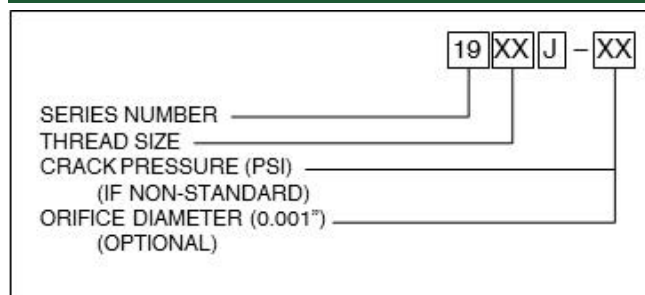 19 XX J – XX
SERIES NUMBER
THREAD SIZE
CRACK PRESSURE (PSI)
(IF NON-STANDARD)
ORIFICE DIAMETER (0.001”)
(OPTIONAL)